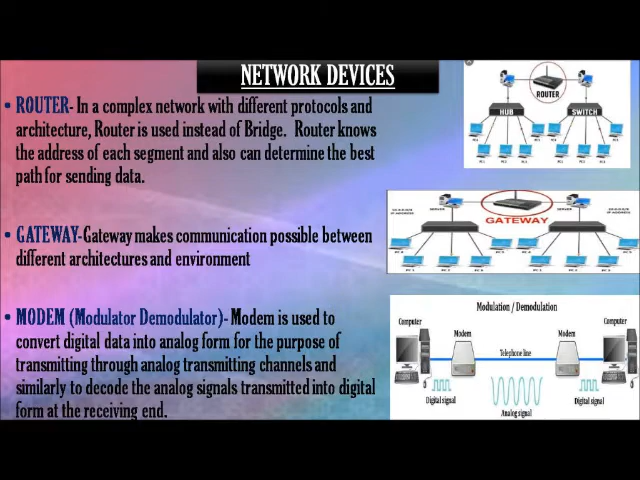 NETWORK DEVICES
• ROUTER- In a complex network with different protocols and
architecture, Router is used instead of Bridge. Router knows
the address of each segment and also can determine the best
path for sending data.
• GATEWAY-Gateway makes communication possible between
different architectures and environment
• MODEM (Modulator Demodulator)- Modem is used to
convert digital data into analog form for the purpose of
transmitting through analog transmitting channels and
similarly to decode the analog signals transmitted into digital
form at the receiving end.
ROUTER
HUB
SWITCH
GATEWAY
Modulation / Demodulation
Computer
Computer
Modem
Modem
Telephone line
Digital signal
Digital signal
Analog signal